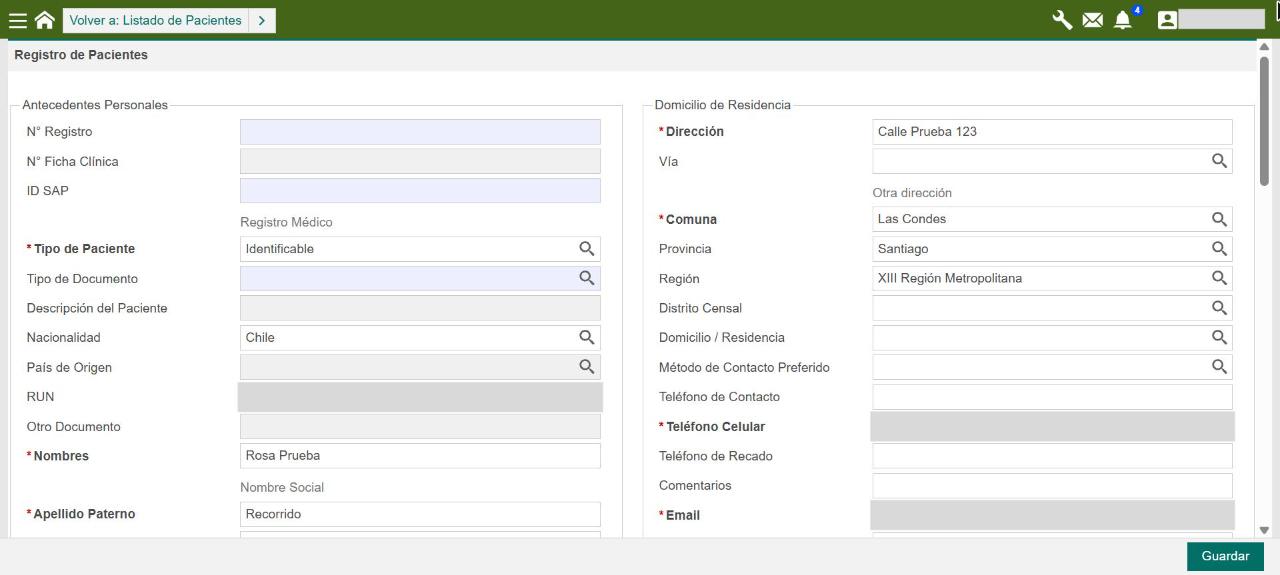 Volver a: Listado de Pacientes
4
Registro de Pacientes
Antecedentes Personales
N° Registro
N° Ficha Clínica
ID SAP
Registro Médico
* Tipo de Paciente Identificable
Tipo de Documento
Descripción del Paciente
Nacionalidad Chile
País de Origen
RUN
Otro Documento
* Nombres Rosa Prueba
Nombre Social
* Apellido Paterno Recorrido
Domicilio de Residencia
* Dirección Calle Prueba 123
Vía
Otra dirección
* Comuna Las Condes
Provincia Santiago
Región XIII Región Metropolitana
Distrito Censal
Domicilio / Residencia
Método de Contacto Preferido
Teléfono de Contacto
* Teléfono Celular
Teléfono de Recado
Comentarios
* Email
Guardar